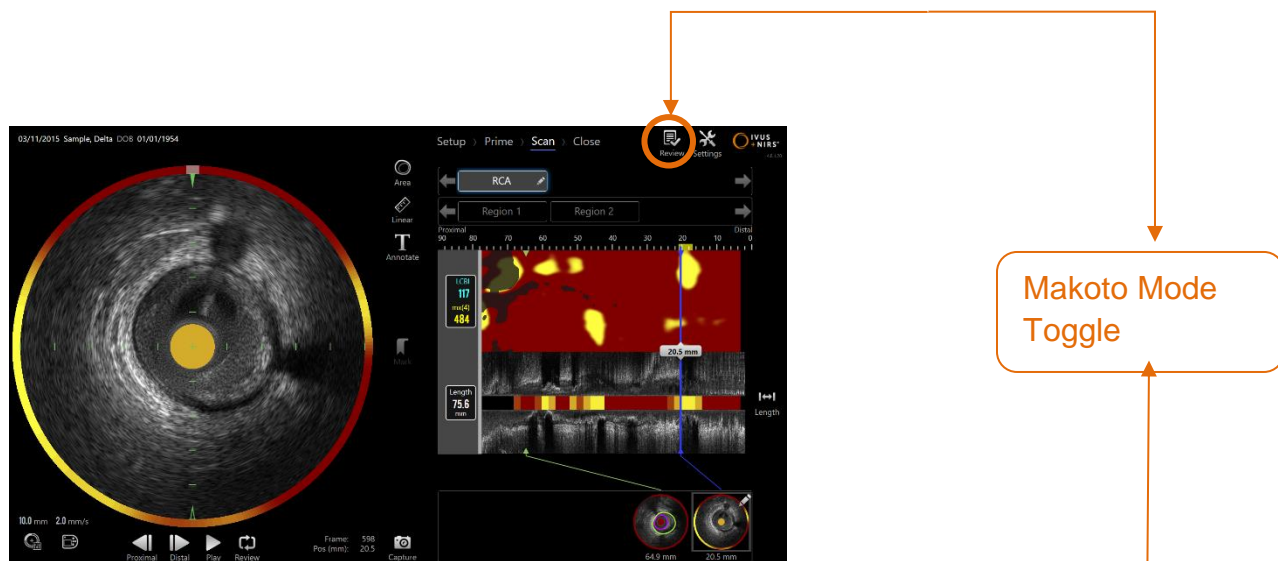 03/11/2015 Sample, Delta DOB 01/01/1954
Setup > Prime > Scan > Close
Review
Settings
IVUS
+NIRS
Area
Linear
T
Annotate
Mark
RCA
Region 1 Region 2
Proximal Distal
90 80 70 60 50 40 30 20 10 0
LCBI
117
mx(4)
484
20.5 mm
Length
75.6
mm
Length
Makoto Mode
Toggle
10.0 mm 2.0 mm/s
Proximal Distal Play Review
Frame: 598
Pos (mm): 20.5
Capture
64.9 mm 20.5 mm